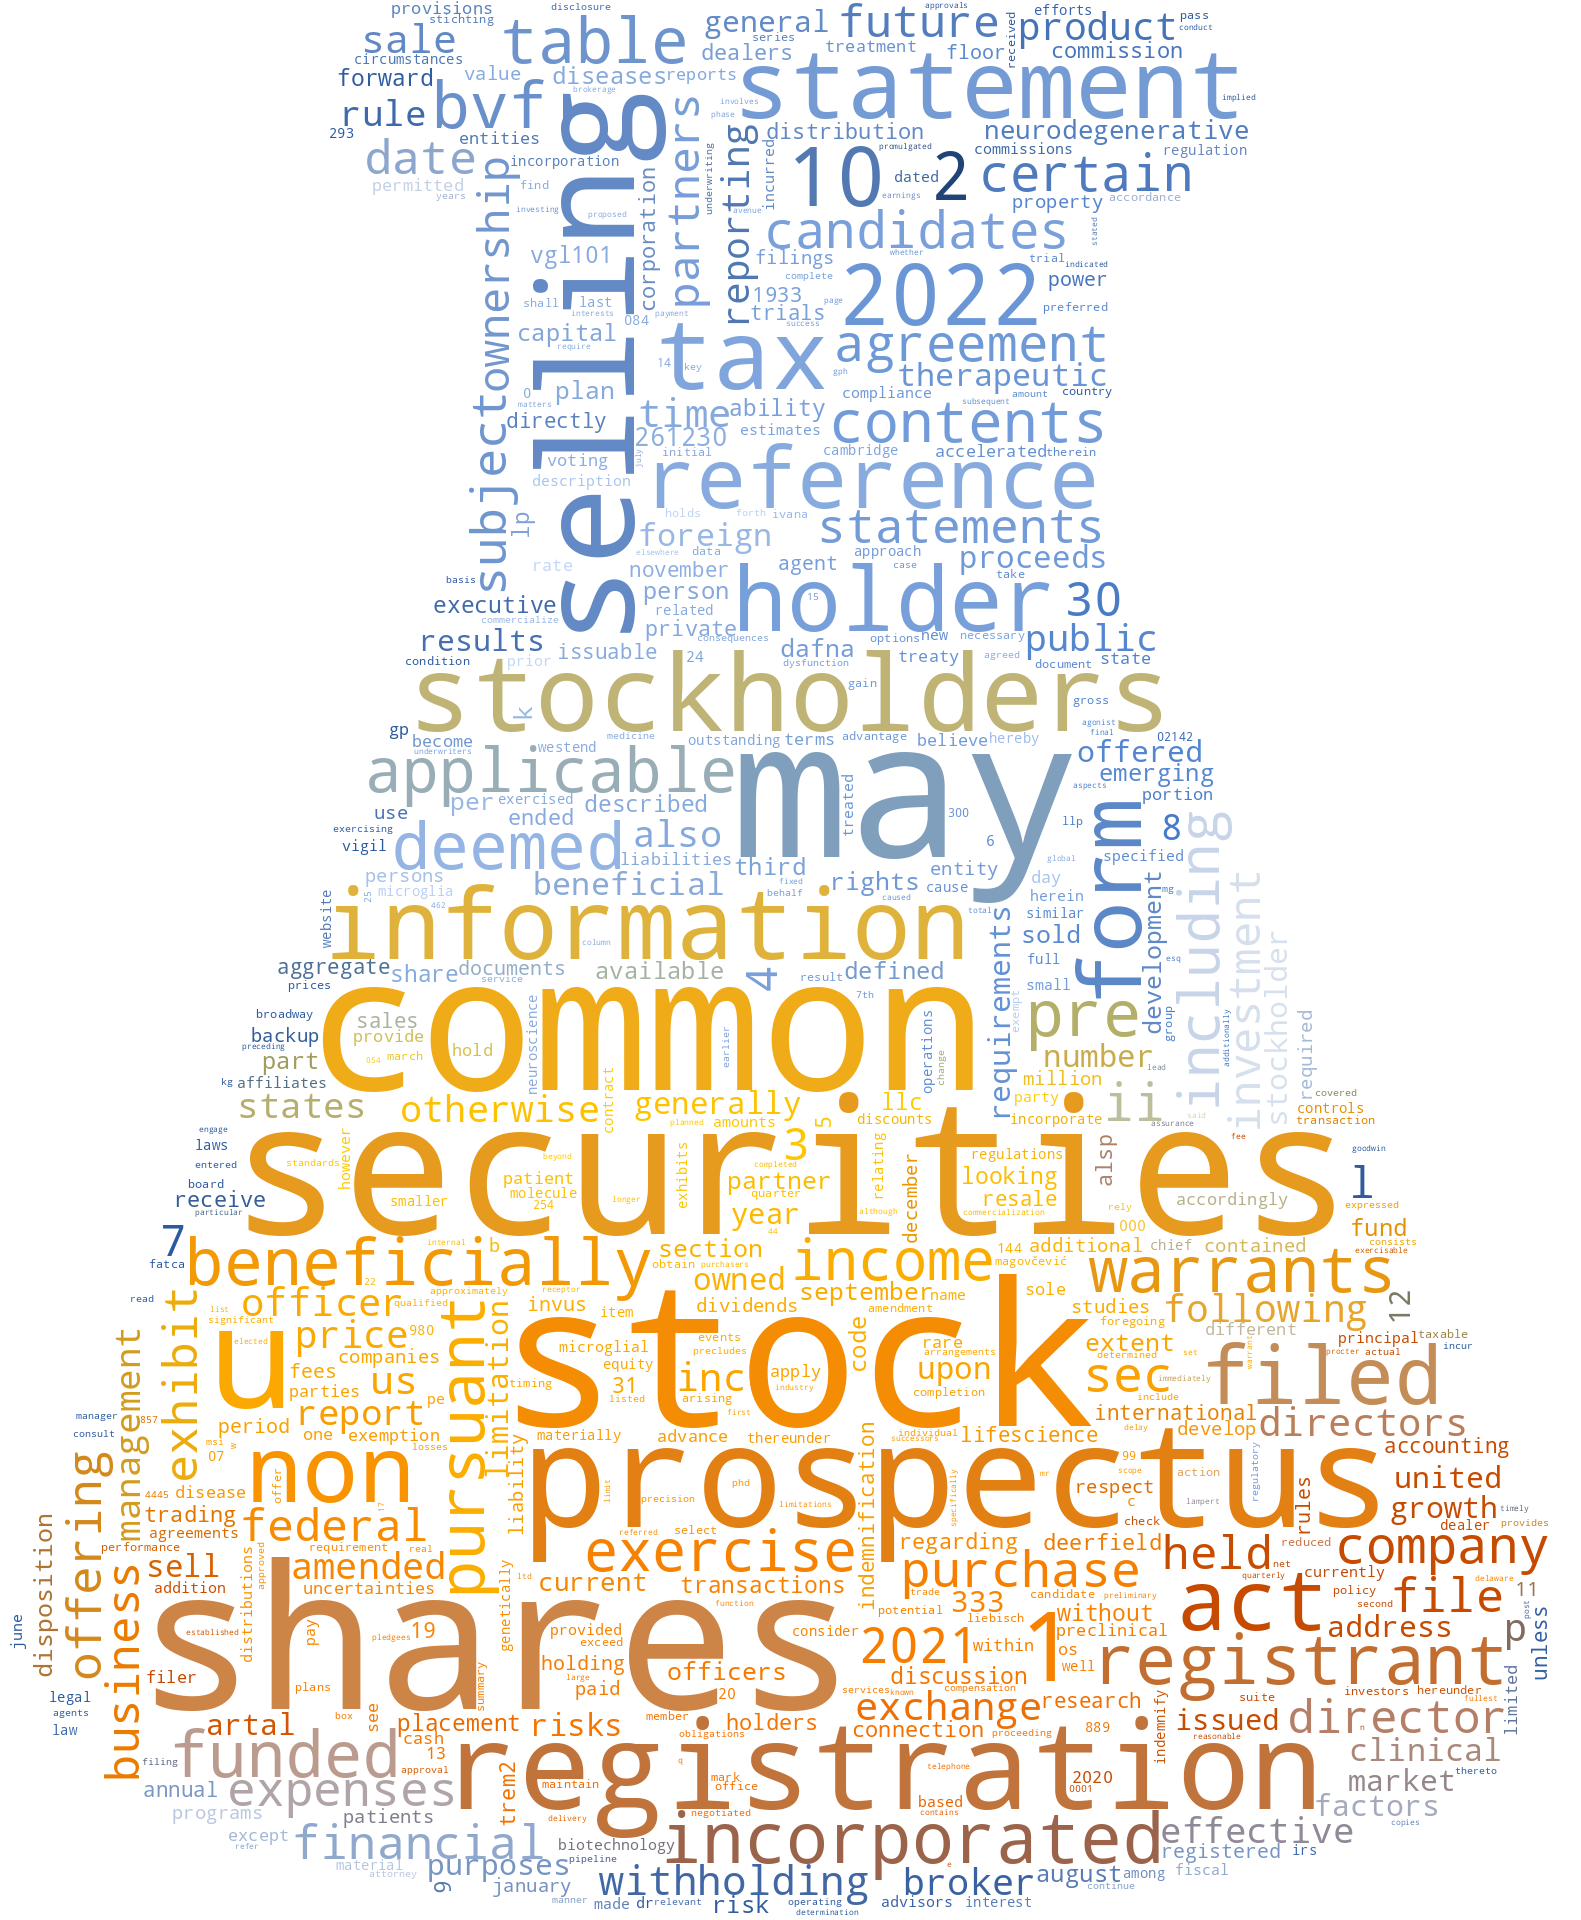 provisions disclosure approvals efforts pass
stichting general future product conduct
sale table series received
circumstances dealers treatment floor commission
forward value diseases reports statement
brokerage involves implied
rule bvf phase
293 entities distribution neurodegenerative
date incorporation underwriting promulgated commissions regulation
permitted find 10 dated 2 certain
years earnings property accordance
investing proposed avenue candidates stated
selling partners reporting incurred
subject ownership corporation
vgl101 filings whether trial indicated
complete power
shall last 1933 page 2022 preferred
interests 084 payment trials
capital success
require tax agreement
14 key gph therapeutic
0 plan compliance amount country
matters time ability subsequent
directly 261230 estimates contents
voting july initial cambridge accelerated therein
description reference
holds forth ivana
lp foreign statements
elsewhere data approach proceeds
rate november agent case take
basis person holder 30
executive 15
commercialize related
results private consequences options new necessary public
condition prior issuable 24 dafna treaty agreed state
dysfunction document
stockholders gain gross
k agonist
gp medicine final 02142
become westend outstanding terms advantage believe hereby offered
underwriters
applicable may emerging
aspects
use per exercised described treated portion
exercising ended 300 llp form 8 including
vigil deemed also 6
liabilities third entity global specified
persons beneficial rights cause day mg
microglia fixed herein
25 462 behalf caused similar development investment
website information total requirements sold
column full esq stockholder
aggregate share documents available 4 result defined
prices service small
common 7th exempt group
broadway sales neuroscience earlier pre additionally required
backup provide
preceding part 054 march hold operations change number lead
kg affiliates contract million
states otherwise generally llc party ii said covered
planned amounts discounts incorporate controls
engage 3 5 assurance transaction
laws securities fee
however regulations alsp goodwin
entered standards exhibits beyond completed relating looking
board patient partner
receive smaller molecule quarter resale accordingly l
particular 254 longer year although december commercialization rely expressed
44 000
7 internal b section income 144 additional chief contained fund
fatca beneficially obtain purchasers magovčević consists
22 receptor exercisable
read approximately owned september name sole warrants 12
list officer qualified invus item dividends amendment studies following
significant foregoing
exhibit u price 980 pursuant limitation microglial events code rare extent different principal taxable
elected precludes arrangements determined set warrant procter actual incur
fees companies equity inc apply upon sec immediately filed
timing 31 stock
parties us pe listed arising industry completion include
manager 857 report first international directors
management period one exemption materially advance thereunder individual lifescience delay develop
consult msi losses successors accounting
07 w non prospectus 99 regulatory
offering 4445 disease offer 17 liability limit phd indemnification specifically mr scope action united
precision limitations respect
trading c lampert rules growth timely
disposition agreements federal referred select check dealer provides
performance requirement real exercise regarding deerfield held reduced company
business sell approved amended genetically ltd current transactions purchase net quarterly currently
addition uncertainties function trade candidate preliminary policy delaware
distributions 333 without act second file 11
june established pay pledgees 19 shares provided consider potential liebisch preclinical address p post unless
exceed 2021 within os 1
filer holding officers discussion well registrant
legal plans large paid 20 services known compensation suite investors hereunder limited fullest
agents box see summary member exchange research
law artal placement risks holders connection proceeding 889 indemnify issued n director
cash obligations reasonable
filing funded 13 approval registration q telephone clinical
annual expenses trem2 maintain mark office 2020 0001 market thereto
programs patients delivery negotiated based contains factors copies
except financial incorporated effective
refer biotechnology registered irs
material purposes pipeline e
attorney august among fiscal
9 january manner withholding broker continue
made dr relevant risk operating advisors interest
determination